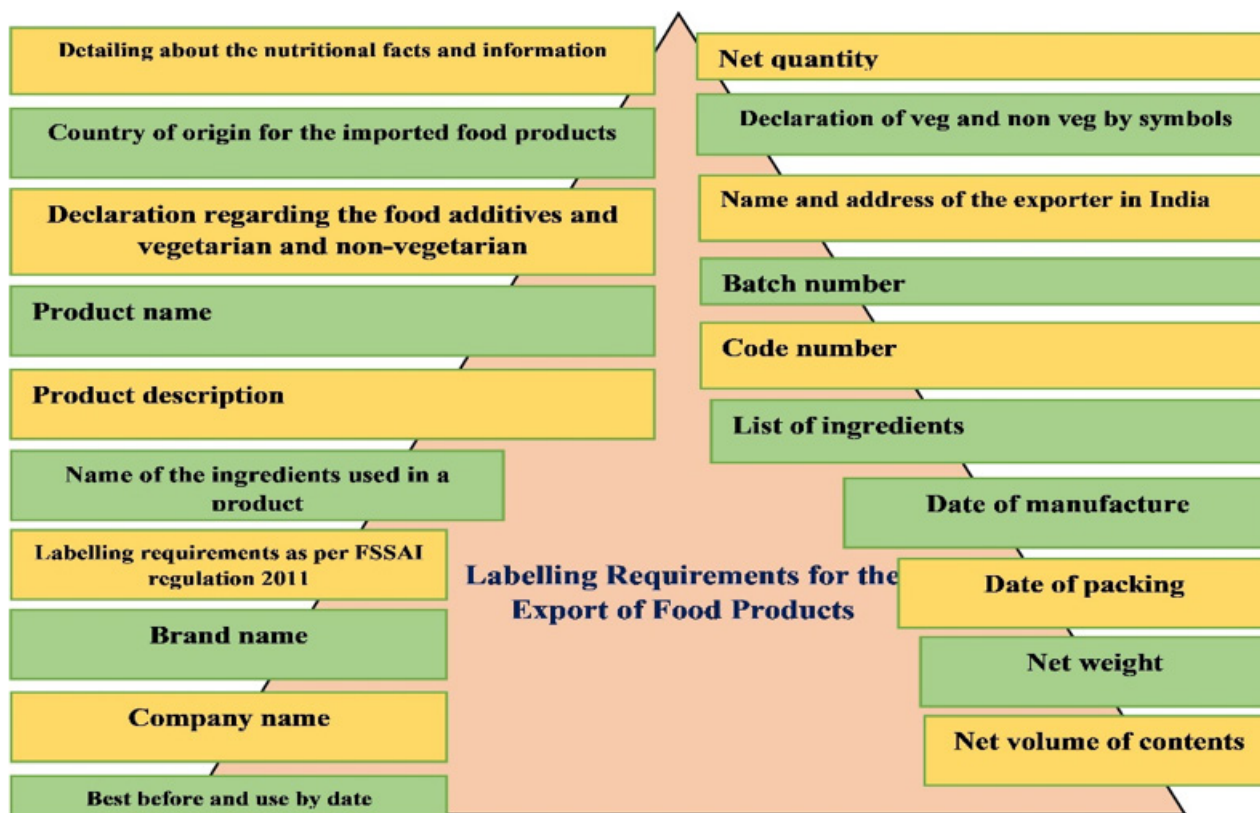 Detailing about the nutritional facts and information
Country of origin for the imported food products
Declaration regarding the food additives and
vegetarian and non-vegetarian
Product name
Product description
Name of the ingredients used in a
product
Labelling requirements as per FSSAI
regulation 2011
Brand name
Company name
Best before and use by date
Labelling Requirements for the
Export of Food Products
Net quantity
Declaration of veg and non veg by symbols
Name and address of the exporter in India
Batch number
Code number
List of ingredients
Date of manufacture
Date of packing
Net weight
Net volume of contents